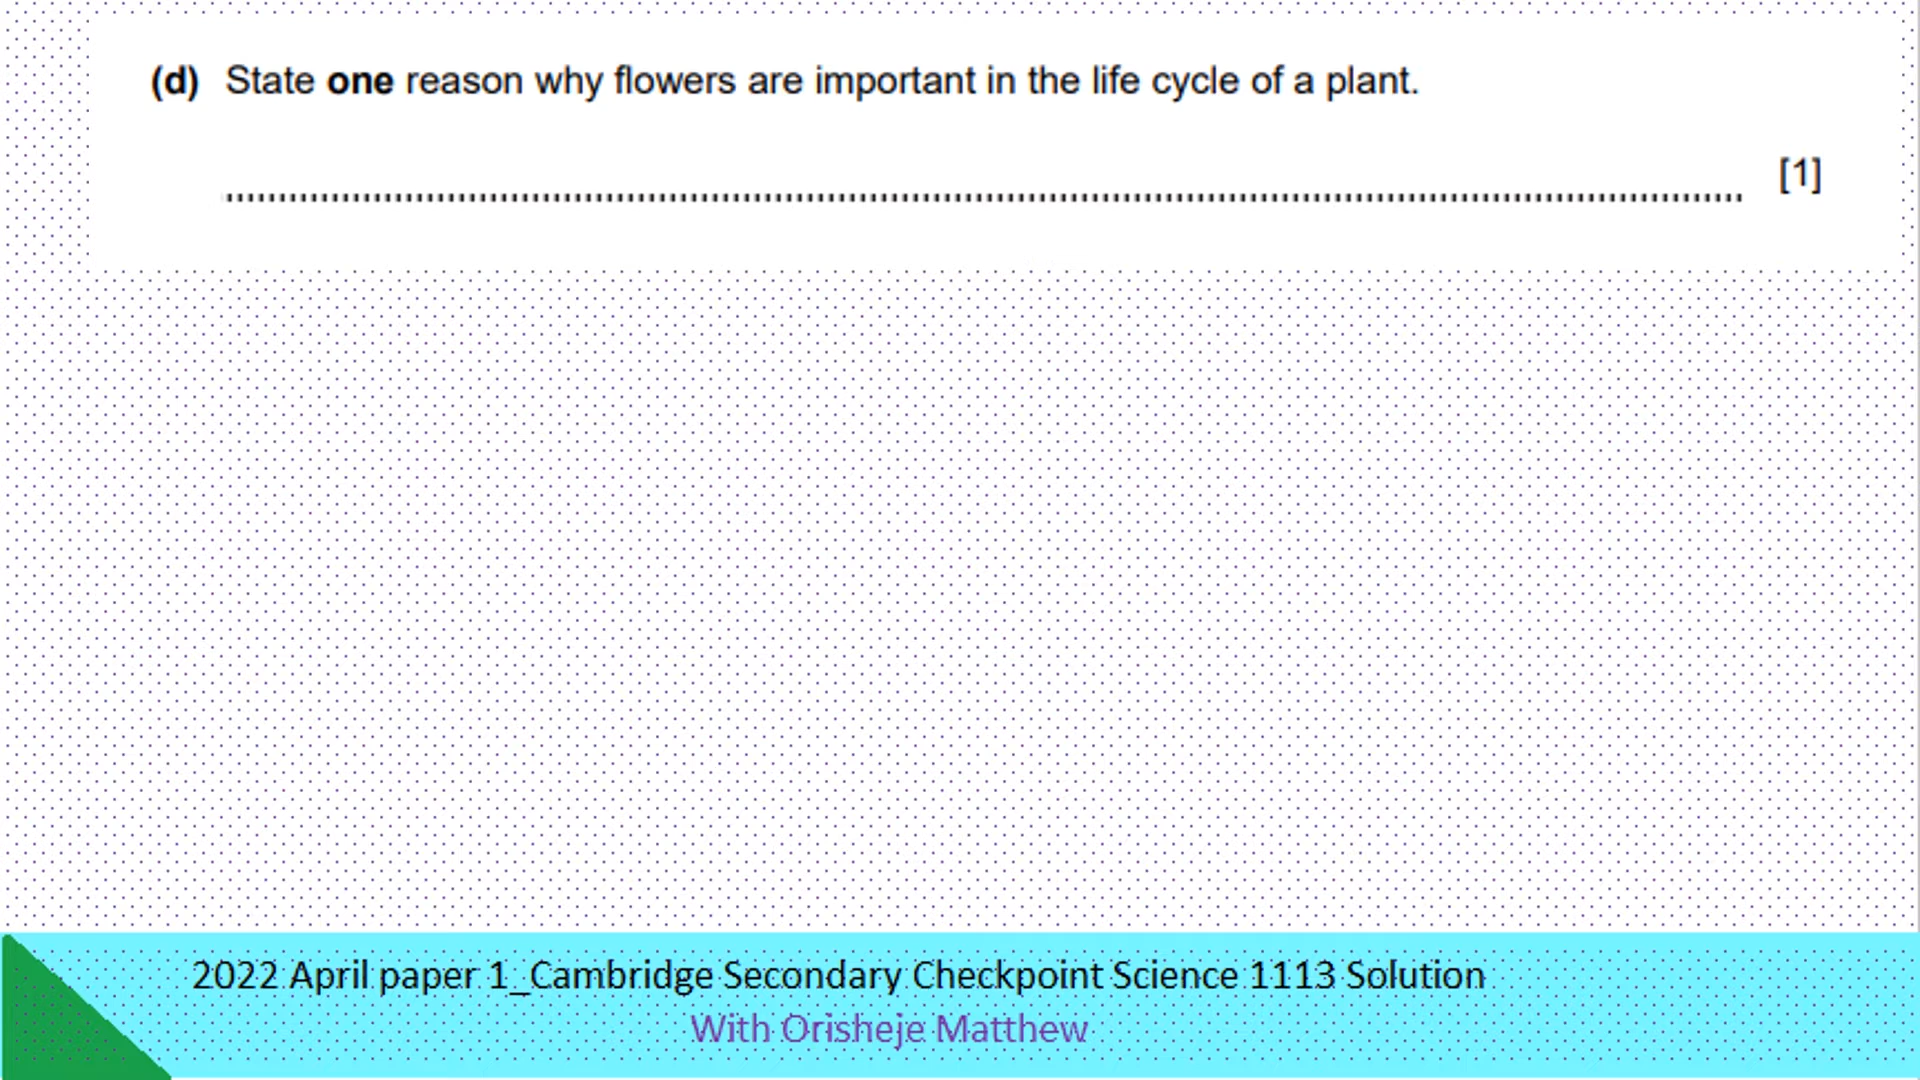 (d) State one reason why flowers are important in the life cycle of a plant.
[1]
2022 April paper 1_Cambridge Secondary Checkpoint Science 1113 Solution
With Orisheje Matthew